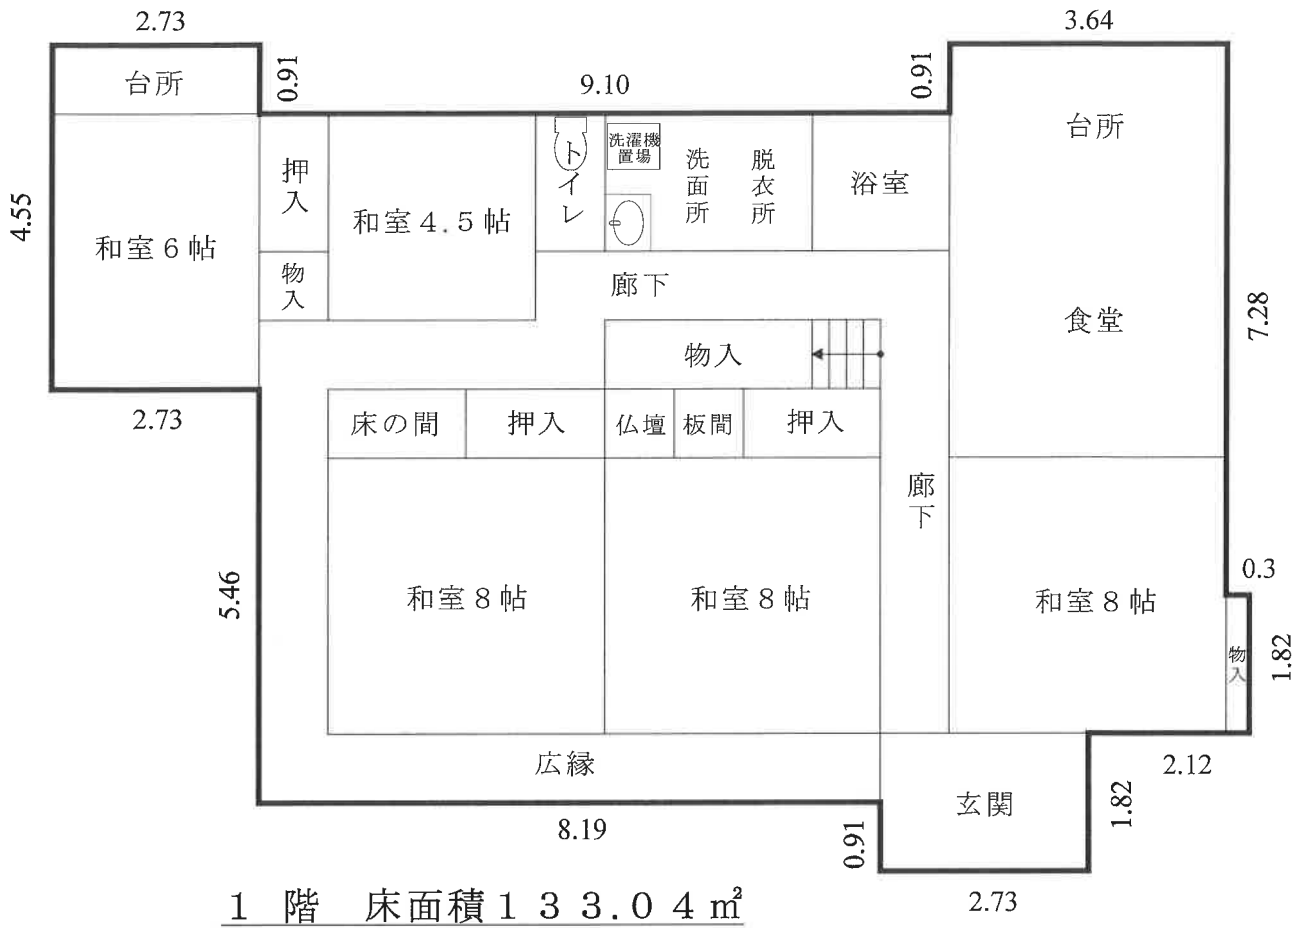 2.73
3.64
台所
0.91
9.10
0.91
台所
押入
トイレ
洗濯機
置場
洗面所
脱衣所
浴室
4.55
和室6帖
和室4.5帖
物入
廊下
食堂
7.28
物入
2.73
床の間
押入
仏壇
板間
押入
廊下
5.46
和室8帖
和室8帖
和室8帖
0.3
物入
1.82
広縁
2.12
玄関
1.82
8.19
0.91
2.73
1 階 床面積133.04㎡